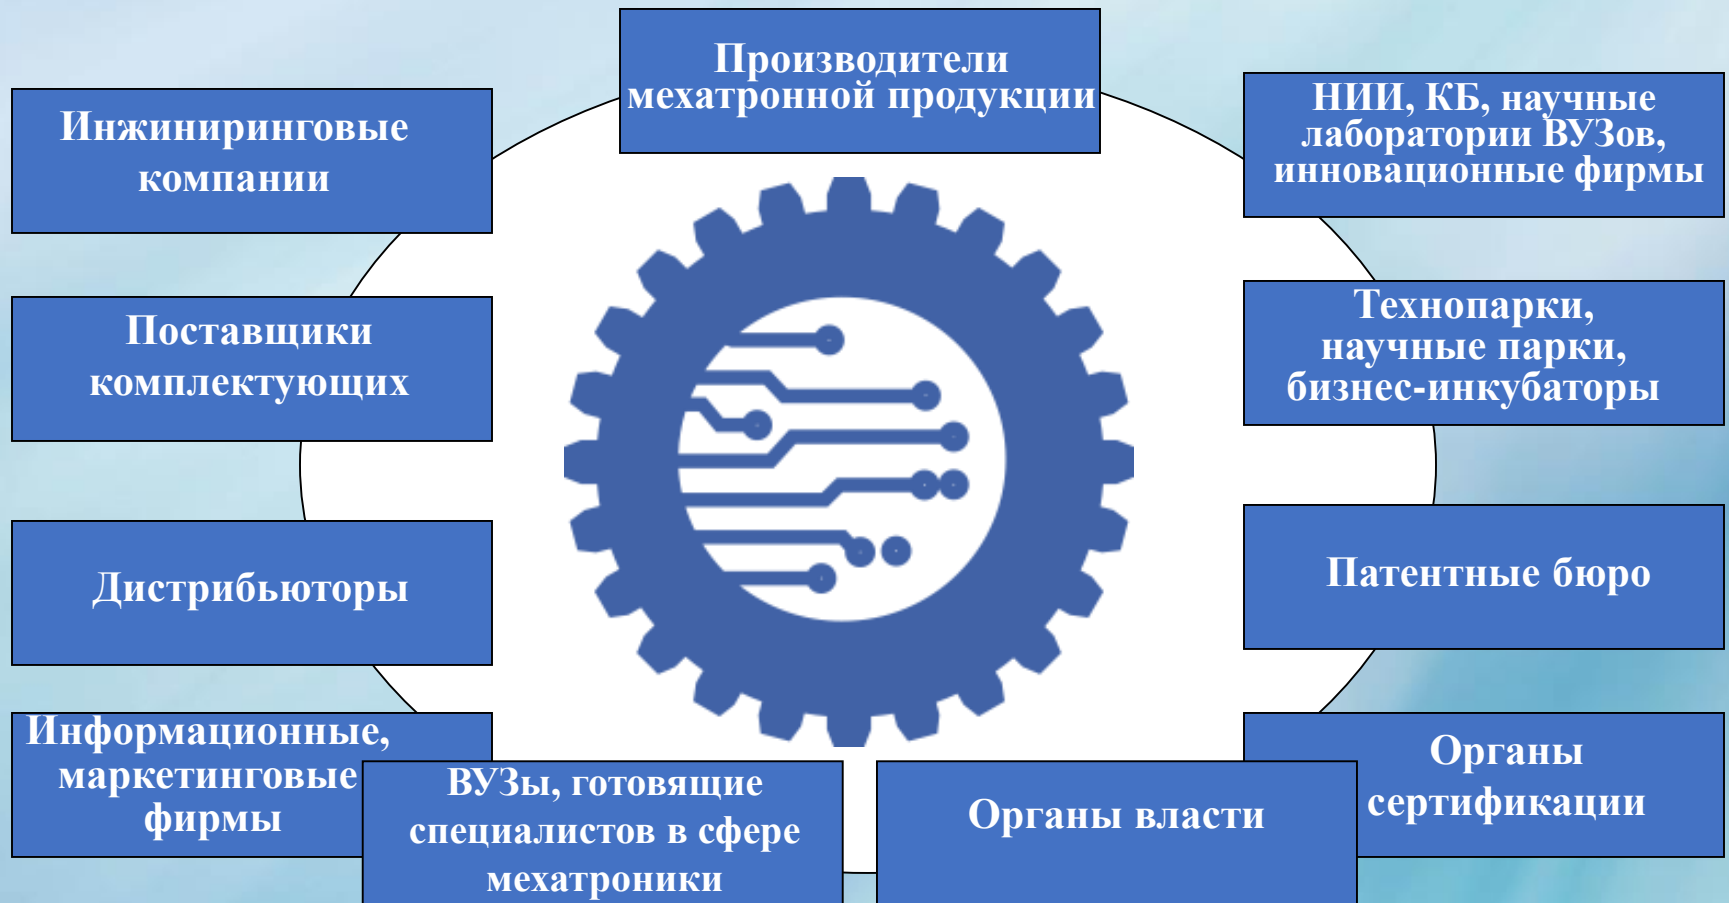 Производители
мехатронной продукции
Инжиниринговые
компании
НИИ, КБ, научные
лаборатории ВУЗов,
инновационные фирмы
Поставщики
комплектующих
Технопарки,
научные парки,
бизнес-инкубаторы
Дистрибьюторы
Патентные бюро
Информационные,
маркетинговые
фирмы
ВУЗы, готовящие
специалистов в сфере
мехатроники
Органы власти
Органы
сертификации